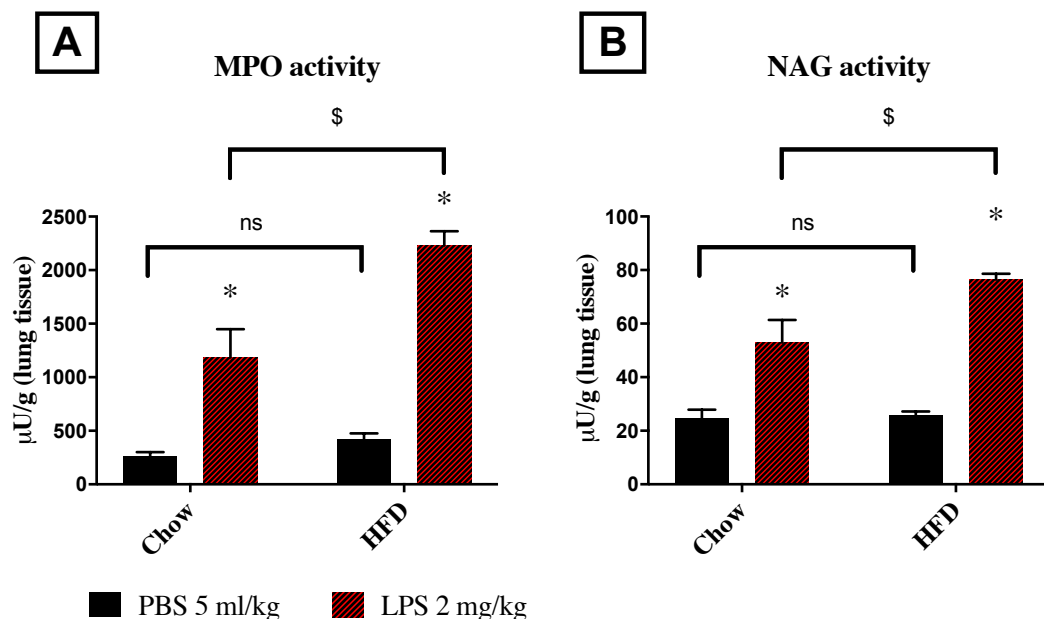 A
MPO activity
$
ns
*
*
2500
2000
1500
1000
500
0
μU/g (lung tissue)
Chow
HFD
B
NAG activity
$
ns
*
*
100
80
60
40
20
0
μU/g (lung tissue)
Chow
HFD
PBS 5 ml/kg
LPS 2 mg/kg